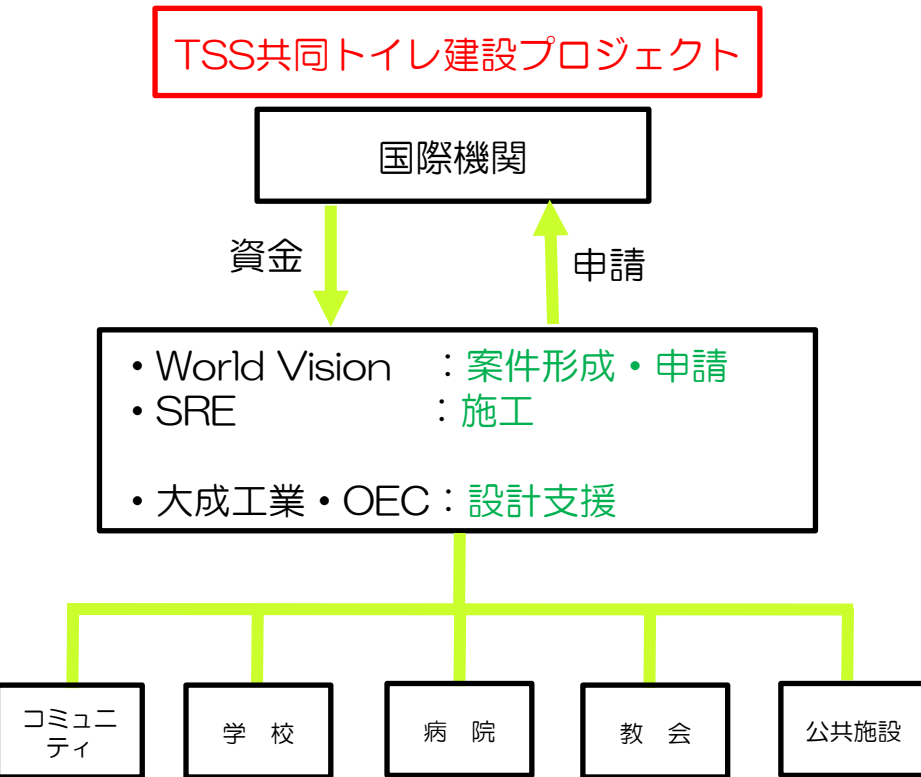 TSS共同トイレ建設プロジェクト
国際機関
資金
申請
・World Vision ：案件形成・申請
・SRE ：施工
・大成工業・OEC：設計支援
コミュニ
ティ
学 校
病 院
教 会
公共施設